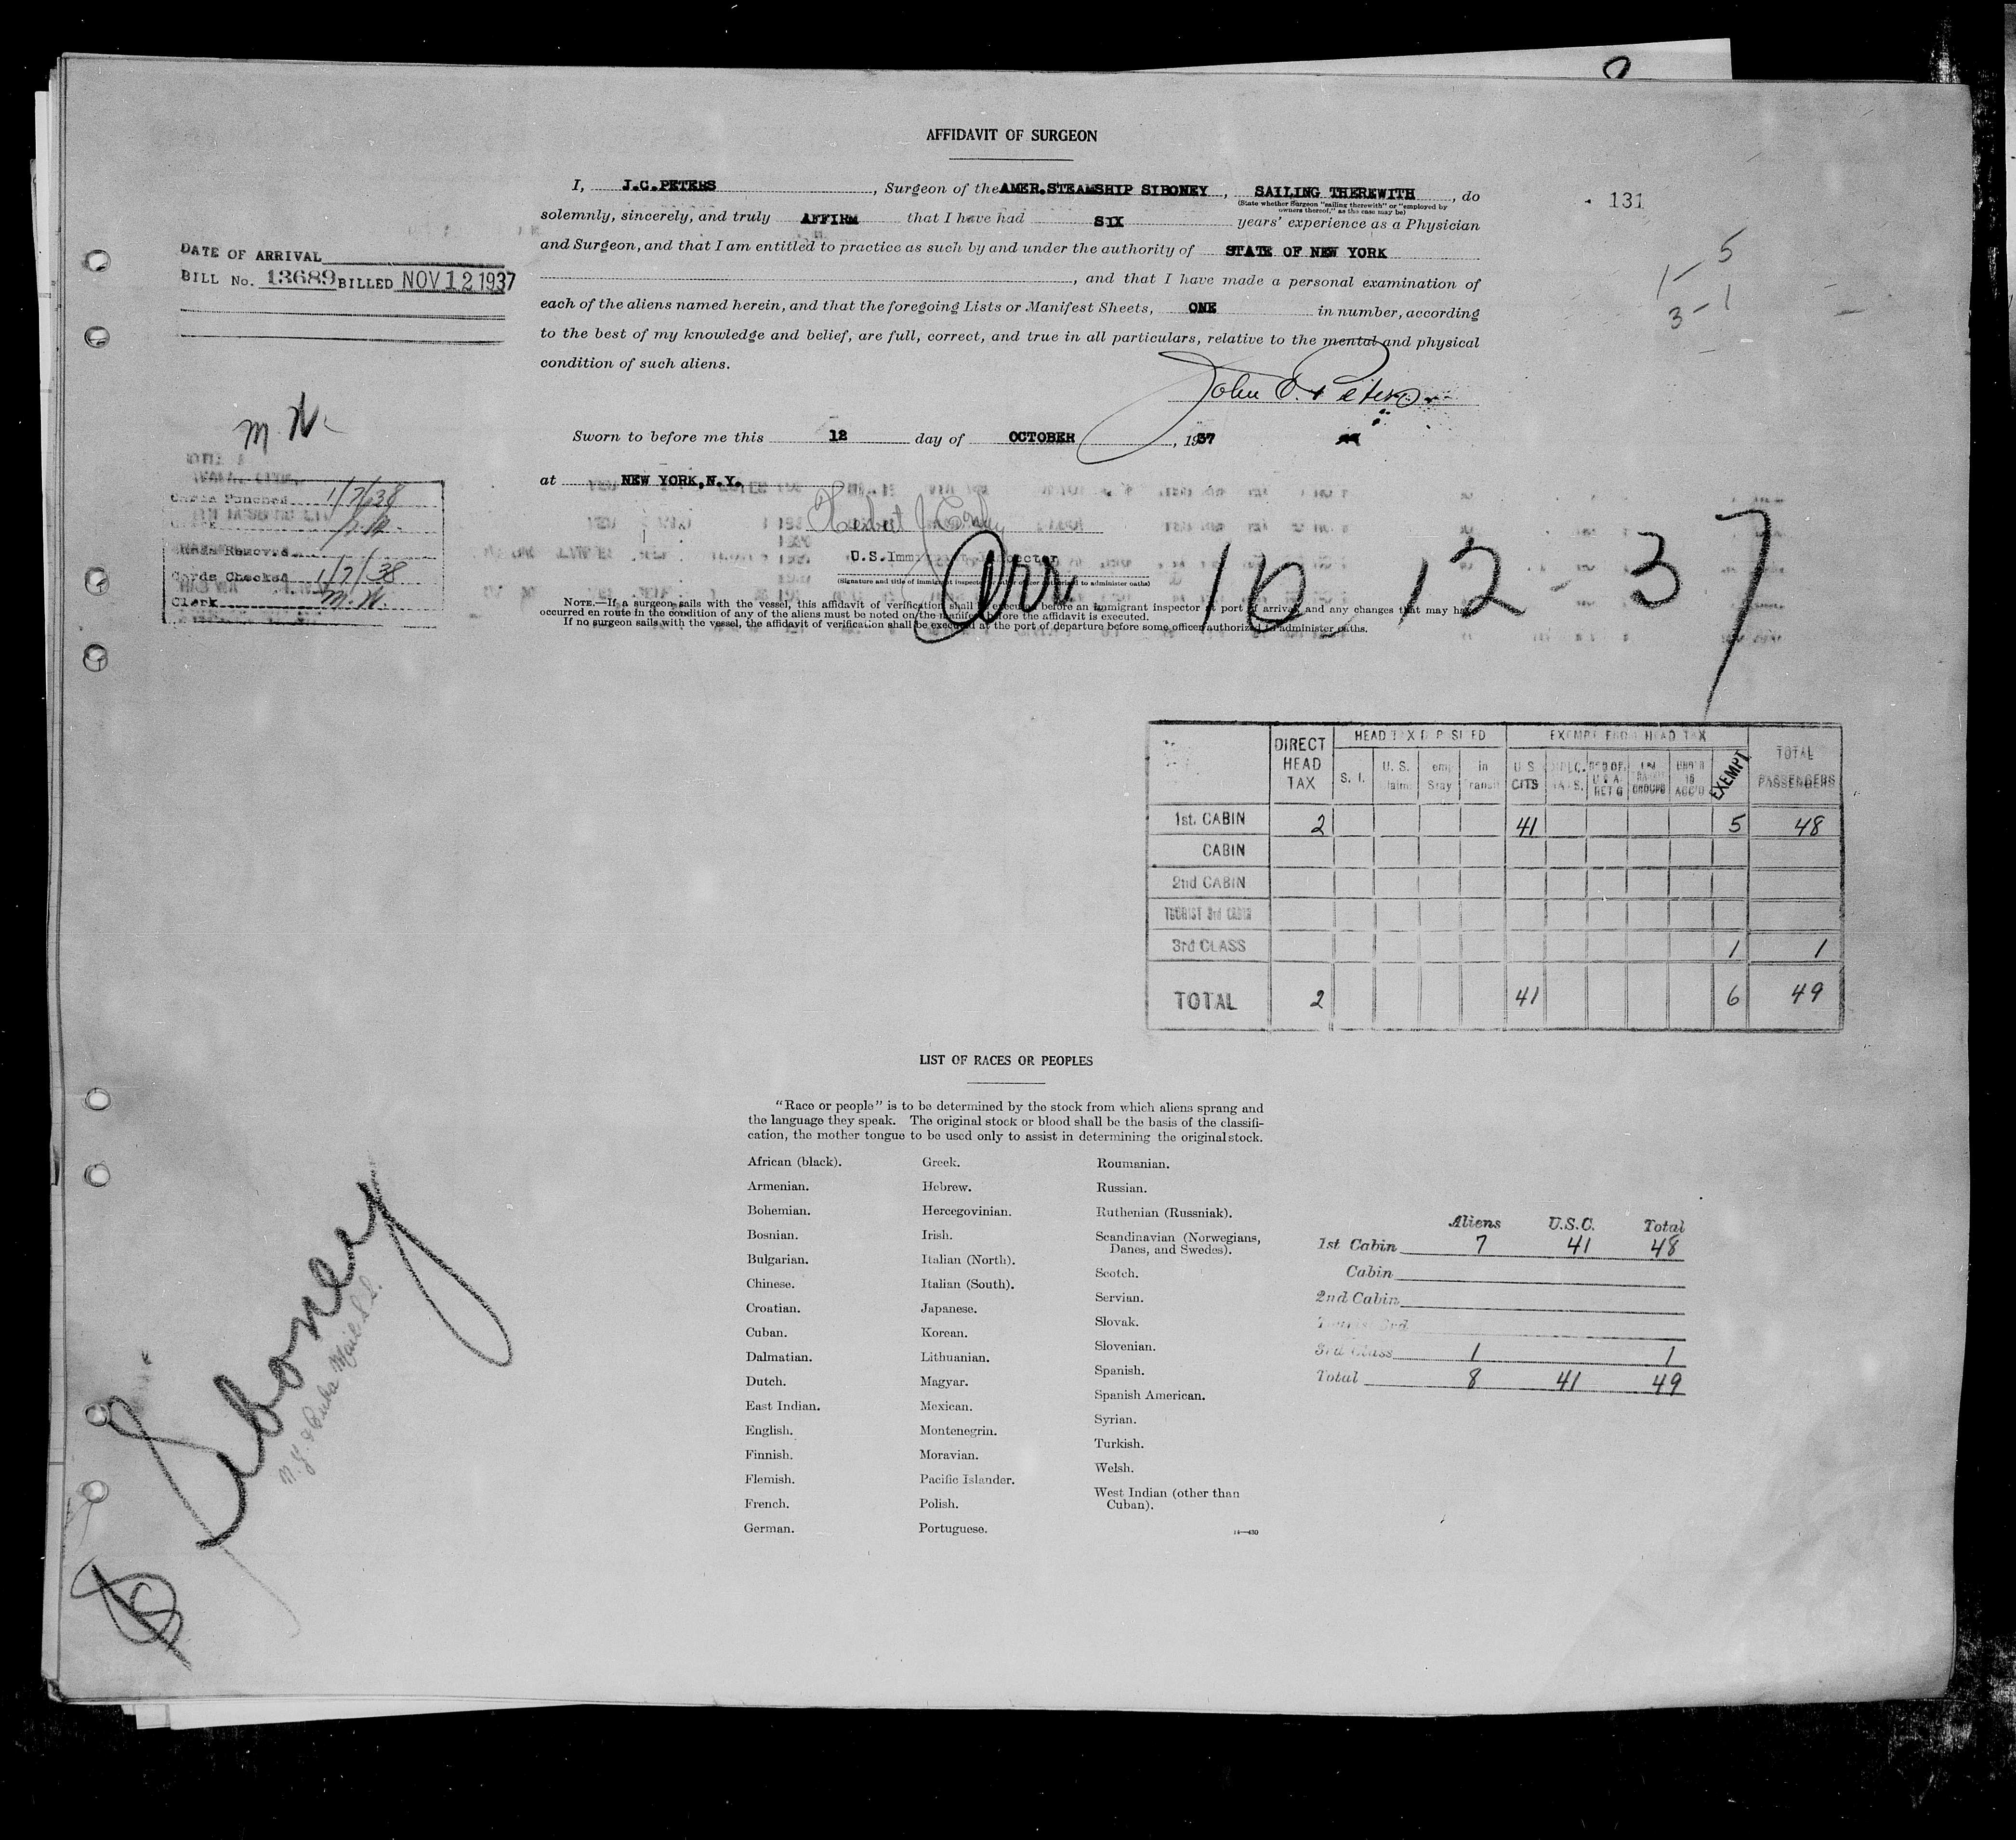 AFFIDAVIT OF SURGEON
I, J.C.PETERS, Surgeon of the AMER.STEAMSHIP SIBONEY, SAILING THEREWITH, do
(State whether Surgeon "sailing therewith" or "employed by
owners thereof," as the case may be)
131
solemnly, sincerely, and truly AFFIRM that I have had SIX years' experience as a Physician
and Surgeon, and that I am entitled to practice as such by and under the authority of STATE OF NEW YORK
, and that I have made a personal examination of
each of the aliens named herein, and that the foregoing Lists or Manifest Sheets, ONE in number, according
to the best of my knowledge and belief, are full, correct, and true in all particulars, relative to the mental and physical
condition of such aliens.
DATE OF ARRIVAL
BILL No. 13689 BILLED NOV 12 1937
1 - 5
3 - 1
John C. Peters
Sworn to before me this 12 day of OCTOBER, 1937
at NEW YORK,N.Y.
M.W.
Cards Punched 1/7/38
Cards Removed
Cards Checked 1/7/38
Clerk M.W.
U.S.Imm
Arr 10-12-37
NOTE.—If a surgeon sails with the vessel, this affidavit of verification shall be executed before an immigrant inspector at port of arrival and any changes that may have
occurred en route in the condition of any of the aliens must be noted on the manifest before the affidavit is executed.
If no surgeon sails with the vessel, the affidavit of verification shall be executed at the port of departure before some officer authorized to administer oaths.
DIRECT HEAD TAX
EXEMPT FROM HEAD TAX
TOTAL PASSENGERS
S. I.
U. S.
U S CITS
EXEMPT
1st. CABIN 2 41 5 48
CABIN
2nd CABIN
TOURIST 3rd CABIN
3rd CLASS 1 1
TOTAL 2 41 6 49
LIST OF RACES OR PEOPLES
"Race or people" is to be determined by the stock from which aliens sprang and
the language they speak. The original stock or blood shall be the basis of the classifi-
cation, the mother tongue to be used only to assist in determining the original stock.
African (black).
Armenian.
Bohemian.
Bosnian.
Bulgarian.
Chinese.
Croatian.
Cuban.
Dalmatian.
Dutch.
East Indian.
English.
Finnish.
Flemish.
French.
German.
Greek.
Hebrew.
Hercegovinian.
Irish.
Italian (North).
Italian (South).
Japanese.
Korean.
Lithuanian.
Magyar.
Mexican.
Montenegrin.
Moravian.
Pacific Islander.
Polish.
Portuguese.
Roumanian.
Russian.
Ruthenian (Russniak).
Scandinavian (Norwegians,
Danes, and Swedes).
Scotch.
Servian.
Slovak.
Slovenian.
Spanish.
Spanish American.
Syrian.
Turkish.
Welsh.
West Indian (other than
Cuban).
14—430
Aliens U.S.C. Total
1st Cabin 7 41 48
Cabin
2nd Cabin
3rd Class 1 1
Total 8 41 49
Siboney
N.Y. & Cuba Mail S.S.